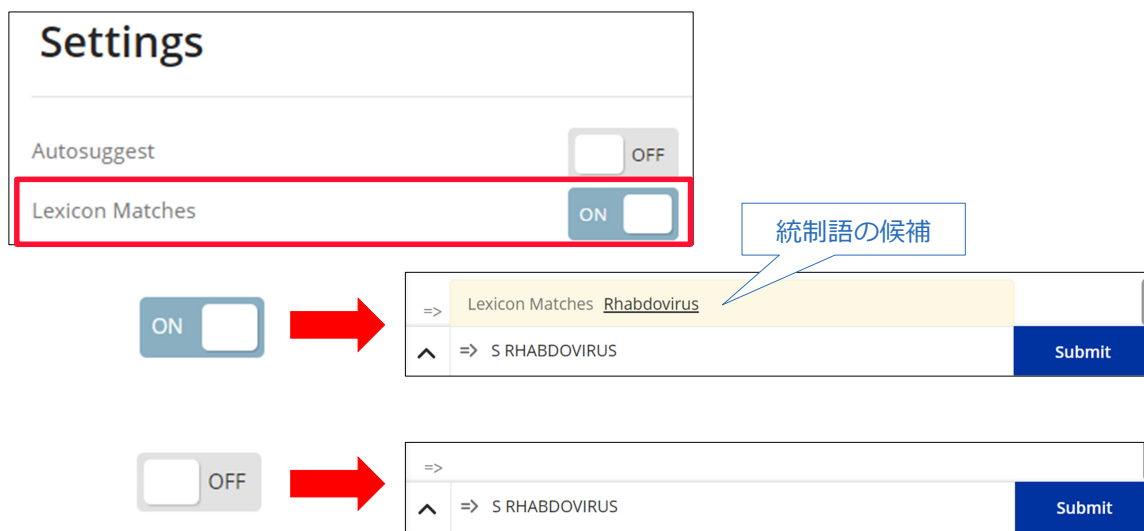 Settings
Autosuggest
OFF
Lexicon Matches
ON
統制語の候補
ON
=> Lexicon Matches Rhabdovirus
=> S RHABDOVIRUS
Submit
OFF
=>
=> S RHABDOVIRUS
Submit